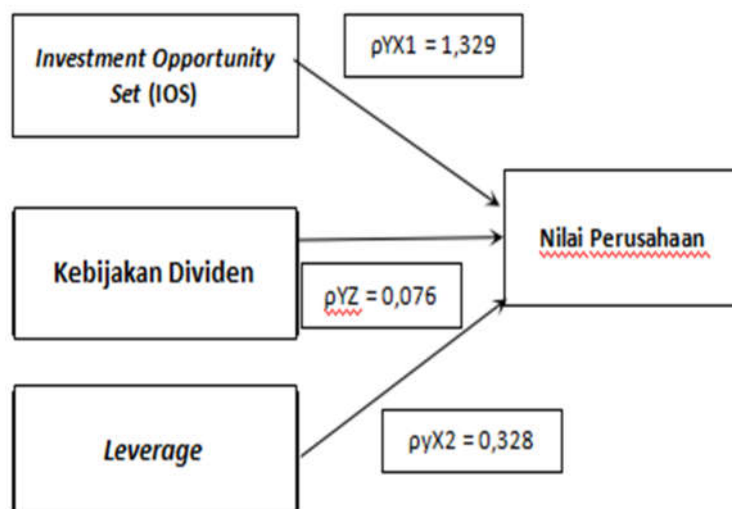 Investment Opportunity
Set (IOS)
ρYX1 = 1,329
Kebijakan Dividen
ρYZ = 0,076
Nilai Perusahaan
Leverage
ρyX2 = 0,328